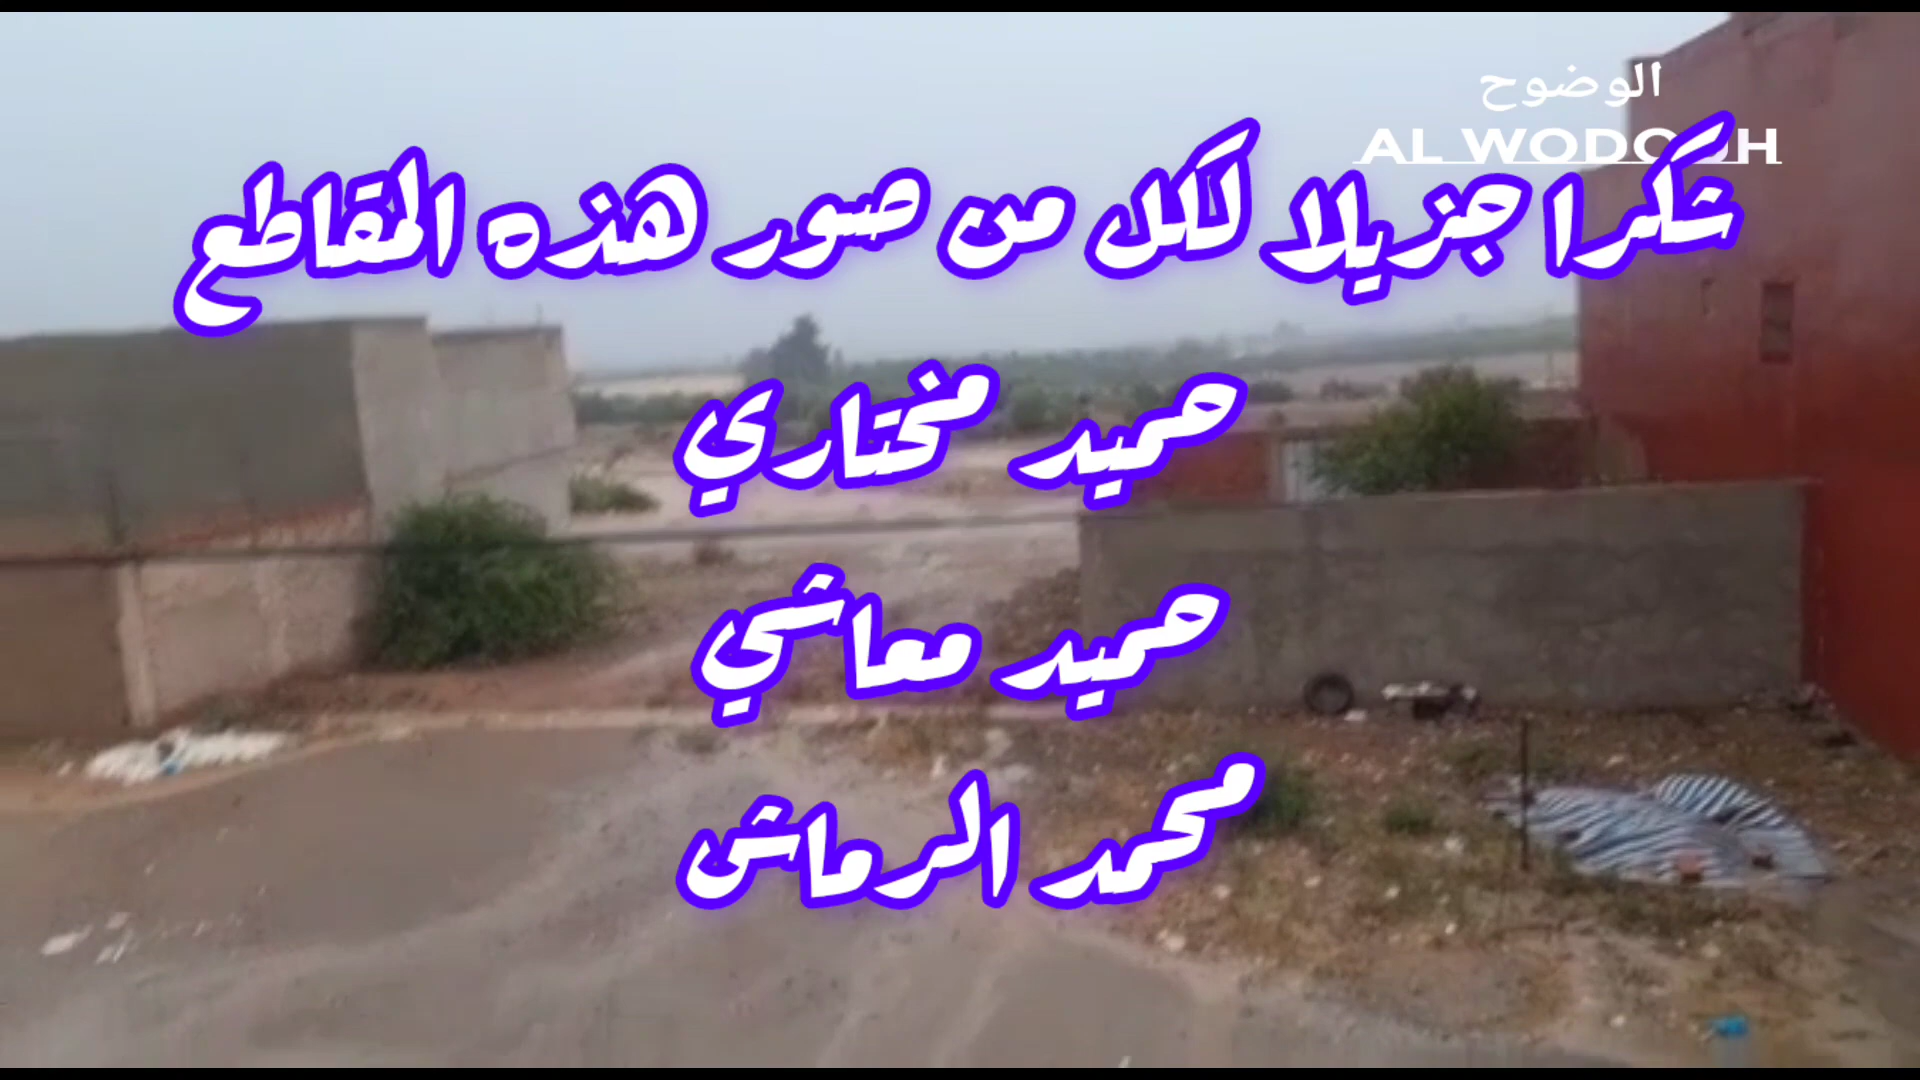 الوضوح
AL WODOUH
شكرا جزيلا لكل من صور هذه المقاطع
حميد مختاري
حميد معاشي
محمد الرماش